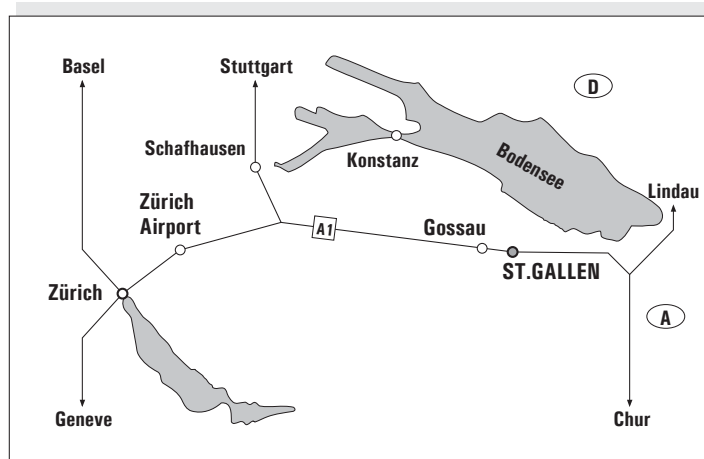 Basel
Stuttgart
D
Schafhausen
Konstanz
Bodensee
Lindau
Zürich
Airport
A1
Gossau
ST.GALLEN
Zürich
A
Geneve
Chur